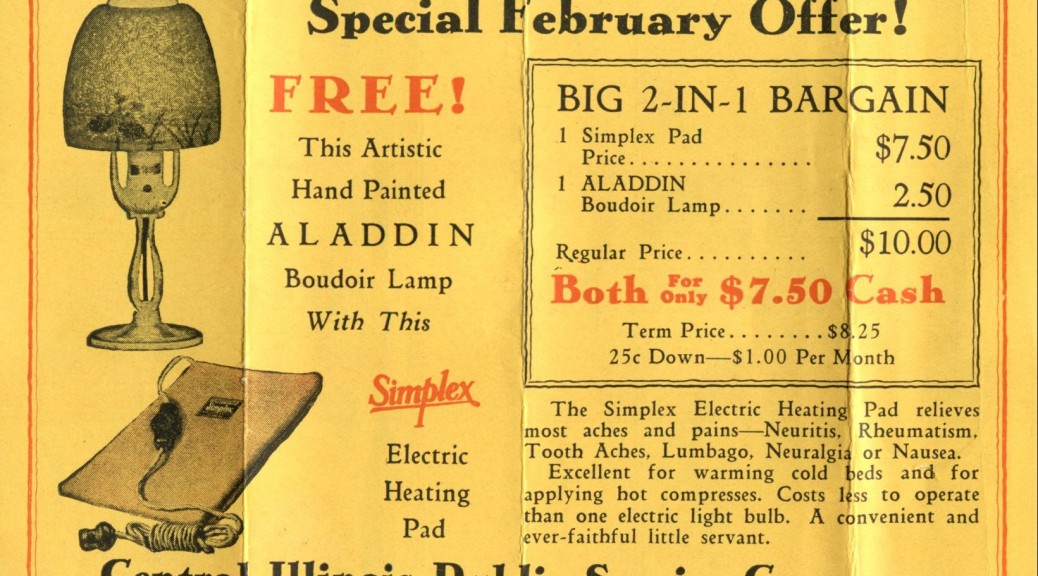 Special February Offer!
FREE!
This Artistic
Hand Painted
ALADDIN
Boudoir Lamp
With This
Simplex
Electric
Heating
Pad
BIG 2-IN-1 BARGAIN
1 Simplex Pad
Price............... $7.50
1 ALADDIN
Boudoir Lamp....... 2.50
Regular Price.......... $10.00
Both For only $7.50 Cash
Term Price........$8.25
25c Down—$1.00 Per Month
The Simplex Electric Heating Pad relieves
most aches and pains—Neuritis, Rheumatism,
Tooth Aches, Lumbago, Neuralgia or Nausea.
Excellent for warming cold beds and for
applying hot compresses. Costs less to operate
than one electric light bulb. A convenient and
ever-faithful little servant.
Central Illinois Public Service